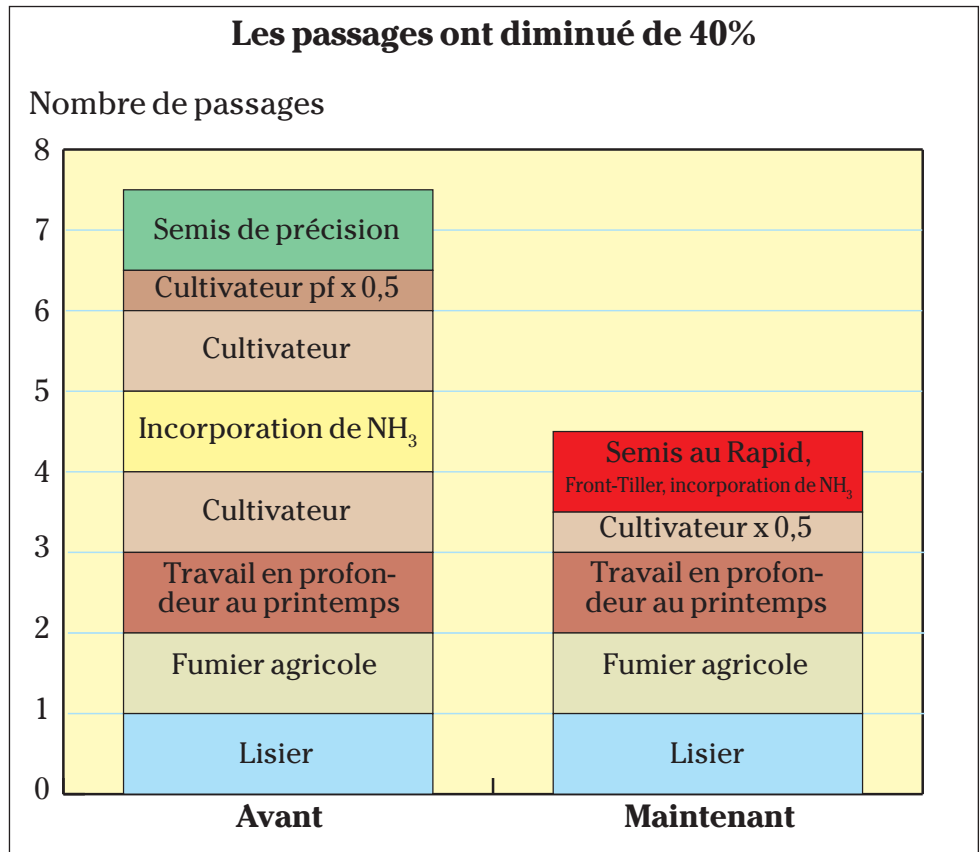 Les passages ont diminué de 40%
Nombre de passages
8
7
6
5
4
3
2
1
0
Semis de précision
Cultivateur pf x 0,5
Cultivateur
Incorporation de NH₃
Cultivateur
Travail en profon-
deur au printemps
Fumier agricole
Lisier
Semis au Rapid,
Front-Tiller, incorporation de NH₃
Cultivateur x 0,5
Travail en profon-
deur au printemps
Fumier agricole
Lisier
Avant
Maintenant